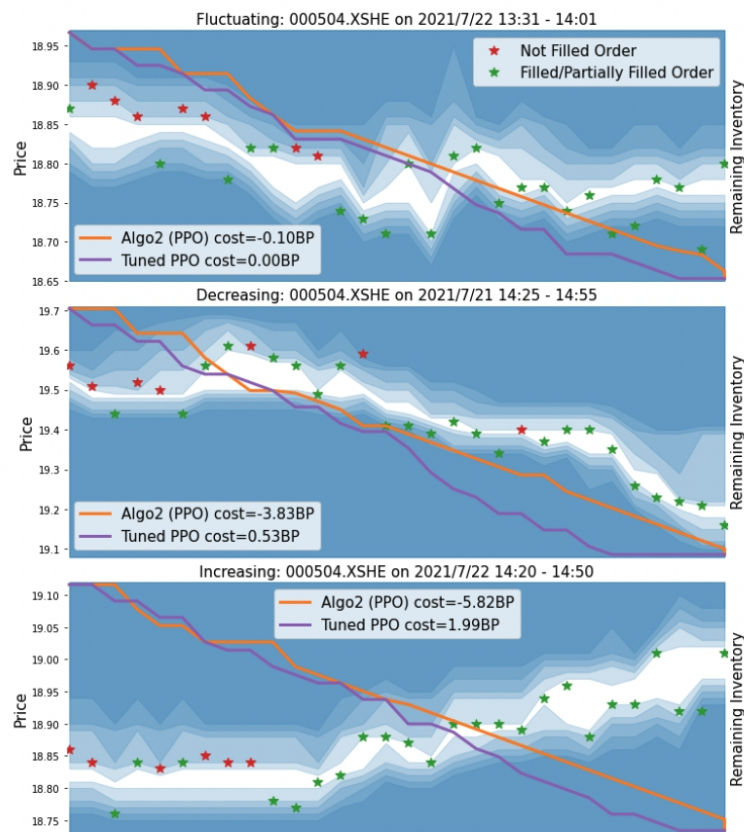 Fluctuating: 000504.XSHE on 2021/7/22 13:31 - 14:01
Price
18.95
18.90
18.85
18.80
18.75
18.70
18.65
Not Filled Order
Filled/Partially Filled Order
Algo2 (PPO) cost=-0.10BP
Tuned PPO cost=0.00BP
Remaining Inventory
Decreasing: 000504.XSHE on 2021/7/21 14:25 - 14:55
Price
19.7
19.6
19.5
19.4
19.3
19.2
19.1
Algo2 (PPO) cost=-3.83BP
Tuned PPO cost=0.53BP
Remaining Inventory
Increasing: 000504.XSHE on 2021/7/22 14:20 - 14:50
Price
19.10
19.05
19.00
18.95
18.90
18.85
18.80
18.75
Algo2 (PPO) cost=-5.82BP
Tuned PPO cost=1.99BP
Remaining Inventory